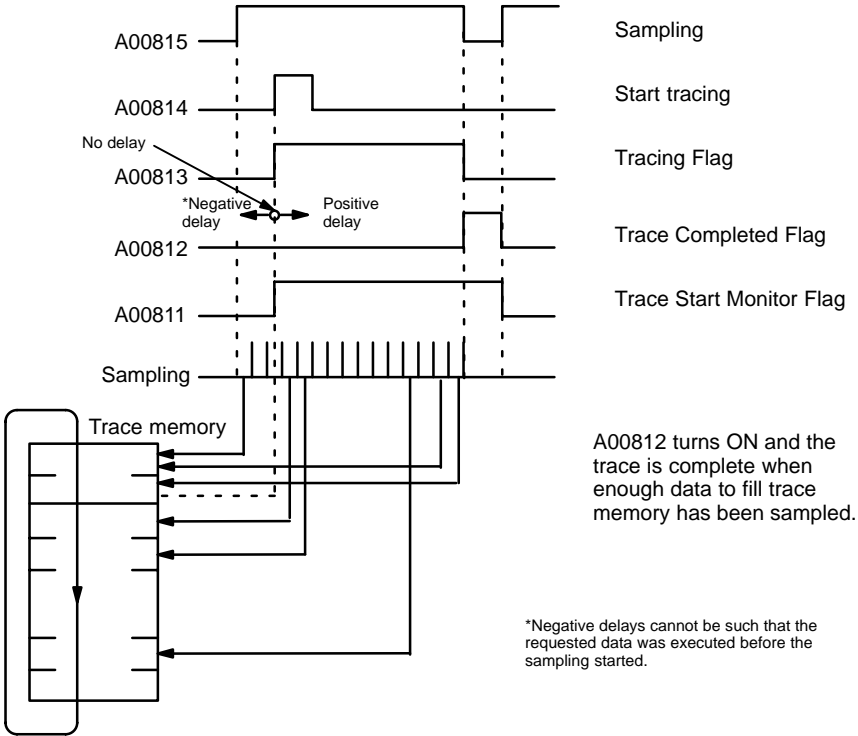 A00815 Sampling
A00814 Start tracing
No delay
A00813 Tracing Flag
*Negative
delay
Positive
delay
A00812 Trace Completed Flag
A00811 Trace Start Monitor Flag
Sampling
Trace memory
A00812 turns ON and the
trace is complete when
enough data to fill trace
memory has been sampled.
*Negative delays cannot be such that the
requested data was executed before the
sampling started.